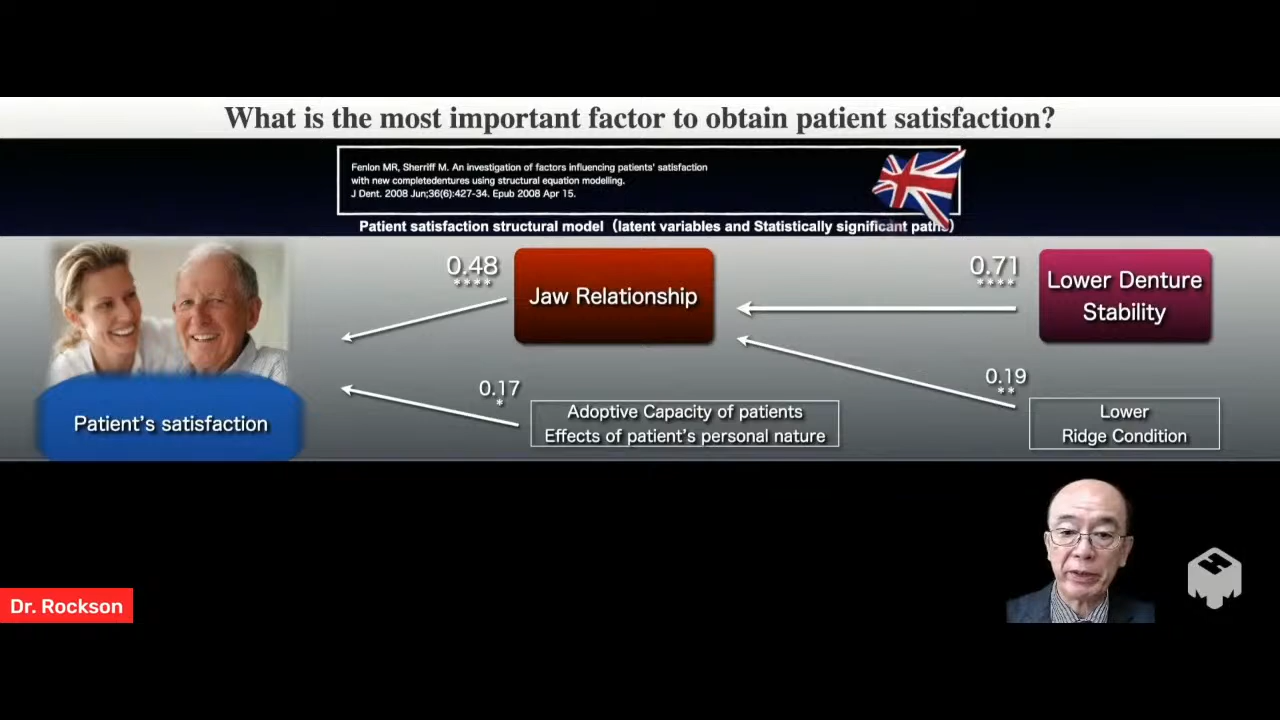 What is the most important factor to obtain patient satisfaction?
Fenlon MR, Sherriff M. An investigation of factors influencing patients' satisfaction
with new completedentures using structural equation modelling.
J Dent. 2008 Jun;36(6):427-34. Epub 2008 Apr 15.
Patient satisfaction structural model (latent variables and Statistically significant paths)
0.48
****
Jaw Relationship
0.71
****
Lower Denture
Stability
Patient's satisfaction
0.17
*
Adoptive Capacity of patients
Effects of patient's personal nature
0.19
**
Lower
Ridge Condition
Dr. Rockson